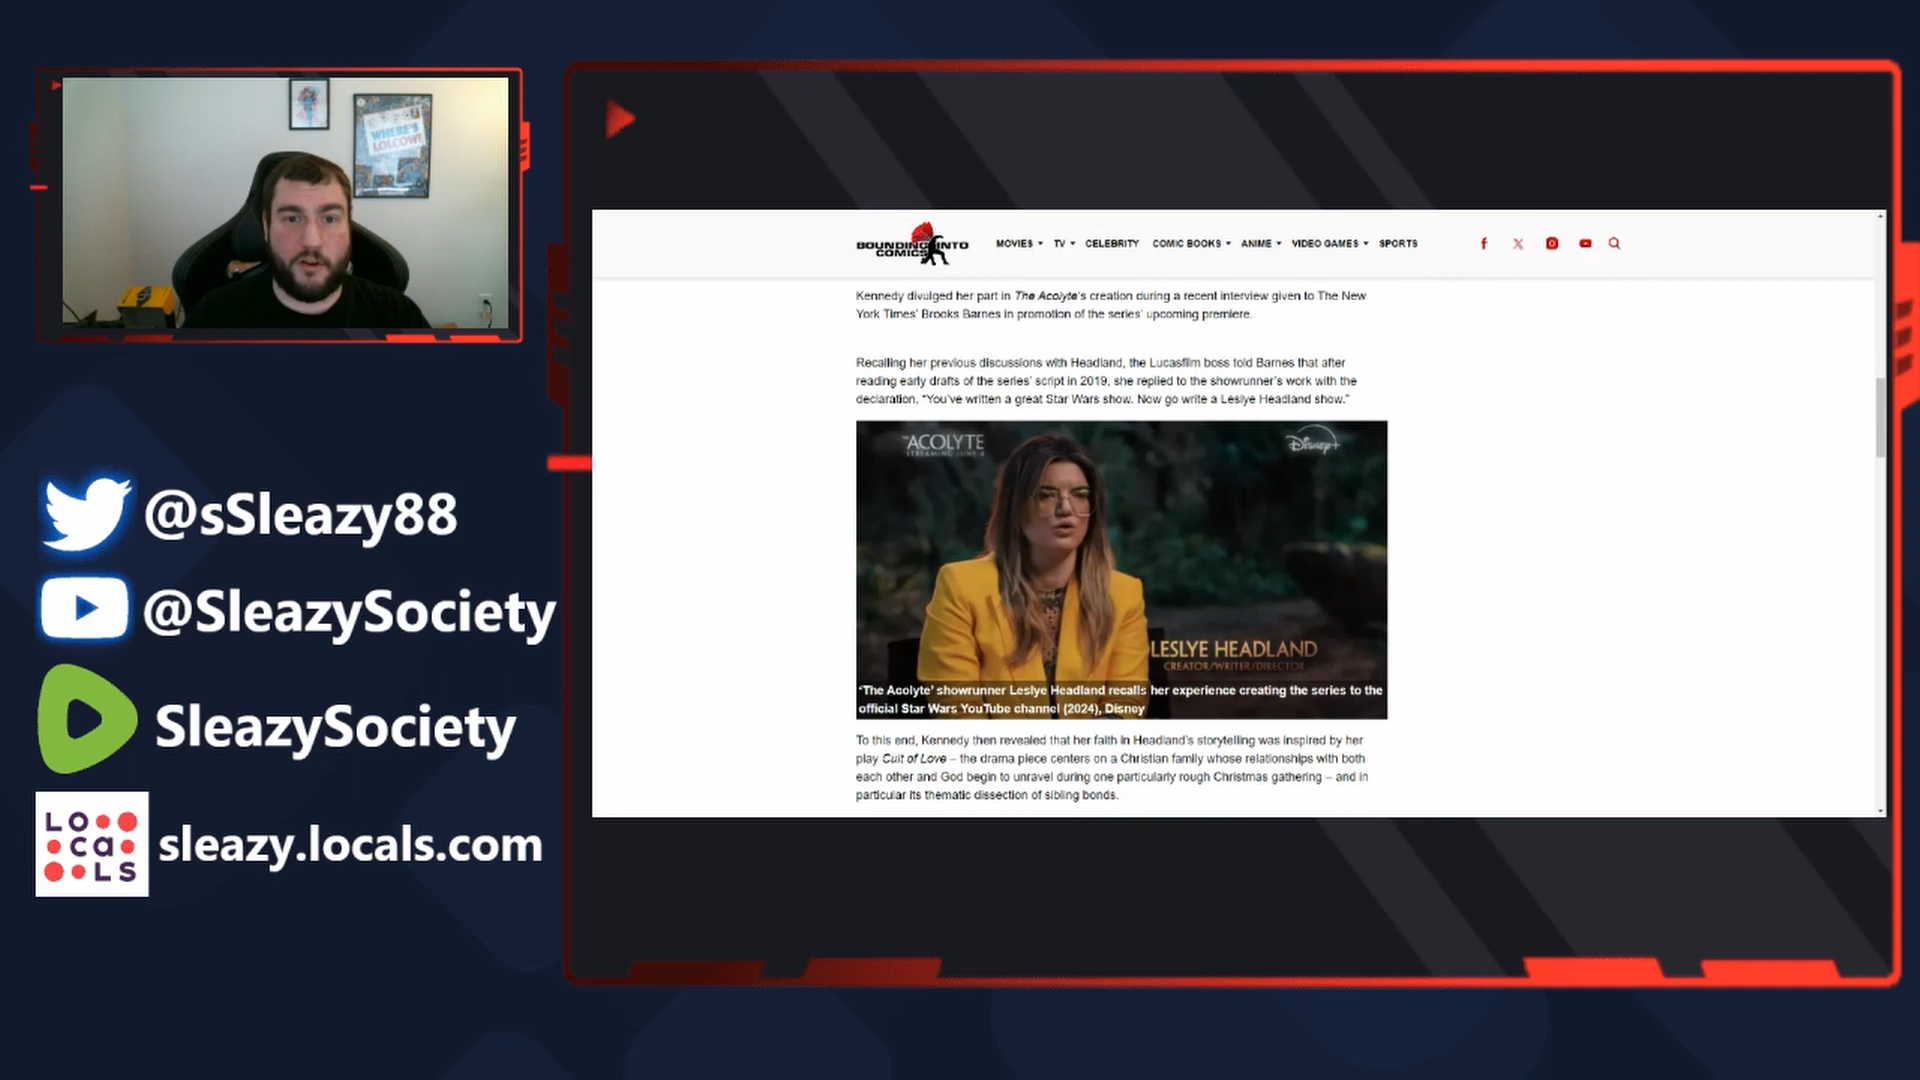 WHERE'S
LOLCOW?
@sSleazy88
@SleazySociety
SleazySociety
LOCALS
sleazy.locals.com
BOUNDING INTO
COMICS
MOVIES TV CELEBRITY COMIC BOOKS ANIME VIDEO GAMES SPORTS
Kennedy divulged her part in The Acolyte's creation during a recent interview given to The New
York Times' Brooks Barnes in promotion of the series' upcoming premiere.
Recalling her previous discussions with Headland, the Lucasfilm boss told Barnes that after
reading early drafts of the series' script in 2019, she replied to the showrunner's work with the
declaration, "You've written a great Star Wars show. Now go write a Leslye Headland show."
THE ACOLYTE
STREAMING JUNE 4
Disney+
LESLYE HEADLAND
CREATOR/WRITER/DIRECTOR
'The Acolyte' showrunner Leslye Headland recalls her experience creating the series to the
official Star Wars YouTube channel (2024), Disney
To this end, Kennedy then revealed that her faith in Headland's storytelling was inspired by her
play Cult of Love – the drama piece centers on a Christian family whose relationships with both
each other and God begin to unravel during one particularly rough Christmas gathering – and in
particular its thematic dissection of sibling bonds.